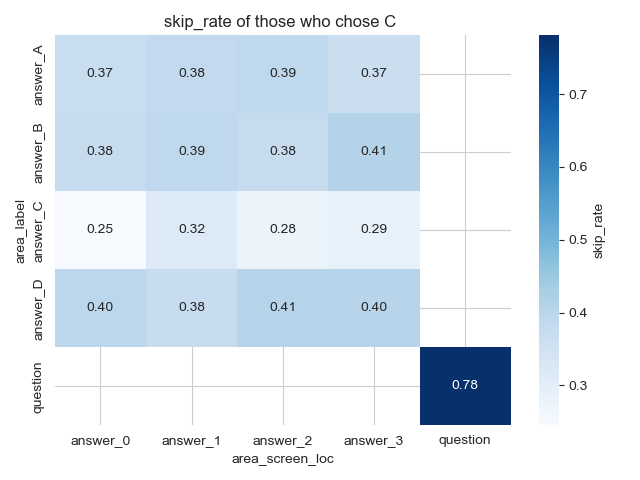 skip_rate of those who chose C
area_label
answer_A
0.37 0.38 0.39 0.37
answer_B
0.38 0.39 0.38 0.41
answer_C
0.25 0.32 0.28 0.29
answer_D
0.40 0.38 0.41 0.40
question
0.78
answer_0 answer_1 answer_2 answer_3 question
area_screen_loc
0.7
0.6
0.5
0.4
0.3
skip_rate